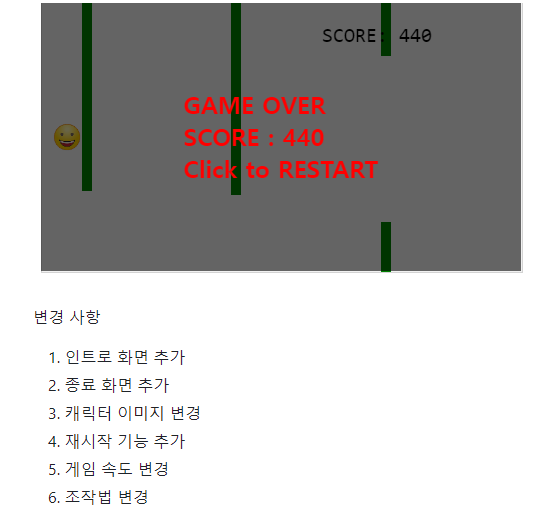 SCORE: 440
GAME OVER
SCORE : 440
Click to RESTART
변경 사항
1. 인트로 화면 추가
2. 종료 화면 추가
3. 캐릭터 이미지 변경
4. 재시작 기능 추가
5. 게임 속도 변경
6. 조작법 변경